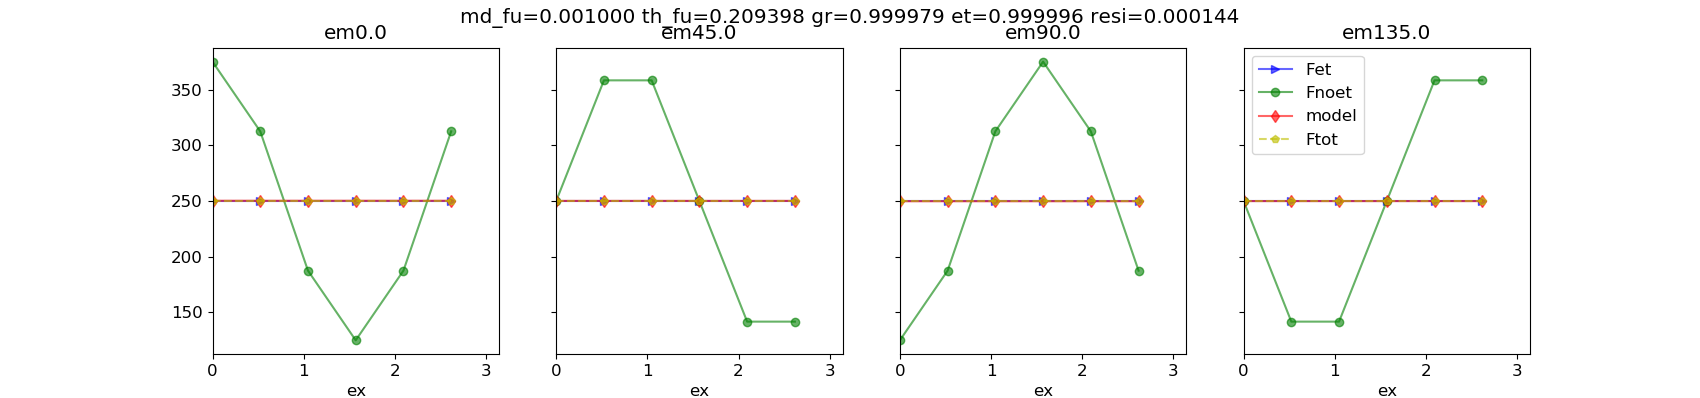 md_fu=0.001000 th_fu=0.209398 gr=0.999979 et=0.999996 resi=0.000144
em0.0 em45.0 em90.0 em135.0
350
300
250
200
150
Fet
Fnoet
model
Ftot
0 1 2 3 0 1 2 3 0 1 2 3 0 1 2 3
ex ex ex ex